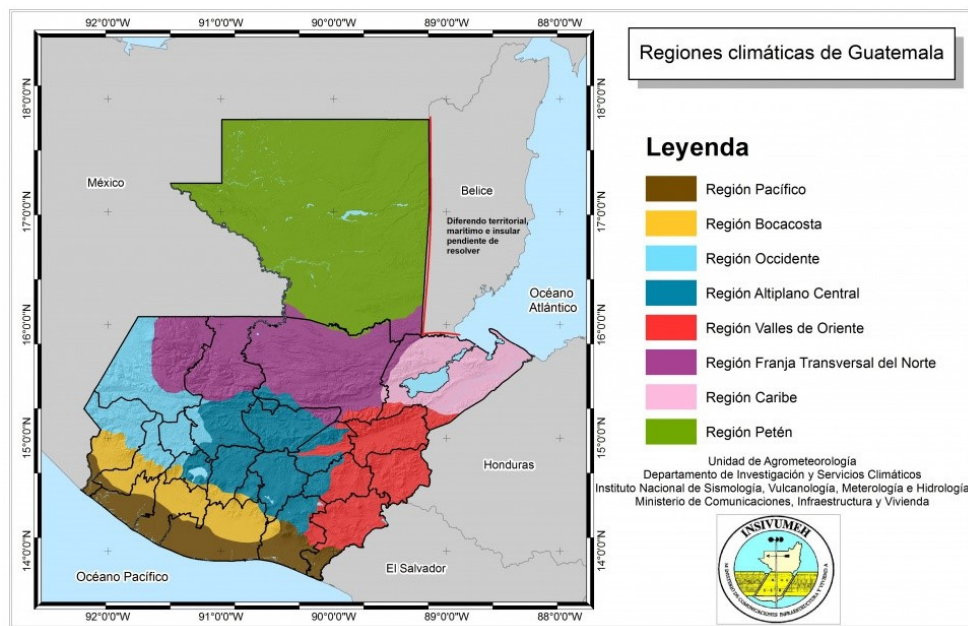 92°0'0"W 91°0'0"W 90°0'0"W 89°0'0"W 88°0'0"W
Regiones climáticas de Guatemala
18°0'0"N
18°0'0"N
México
Belice
17°0'0"N
17°0'0"N
Diferendo territorial,
maritimo e insular
pendiente de
resolver
Océano
Atlántico
16°0'0"N
16°0'0"N
15°0'0"N
15°0'0"N
Honduras
14°0'0"N
14°0'0"N
Océano Pacífico
El Salvador
92°0'0"W 91°0'0"W 90°0'0"W 89°0'0"W 88°0'0"W
Leyenda
Región Pacífico
Región Bocacosta
Región Occidente
Región Altiplano Central
Región Valles de Oriente
Región Franja Transversal del Norte
Región Caribe
Región Petén
Unidad de Agrometeorología
Departamento de Investigación y Servicios Climáticos
Instituto Nacional de Sismología, Vulcanología, Meterología e Hidrología
Ministerio de Comunicaciones, Infraestructura y Vivienda
INSIVUMEH